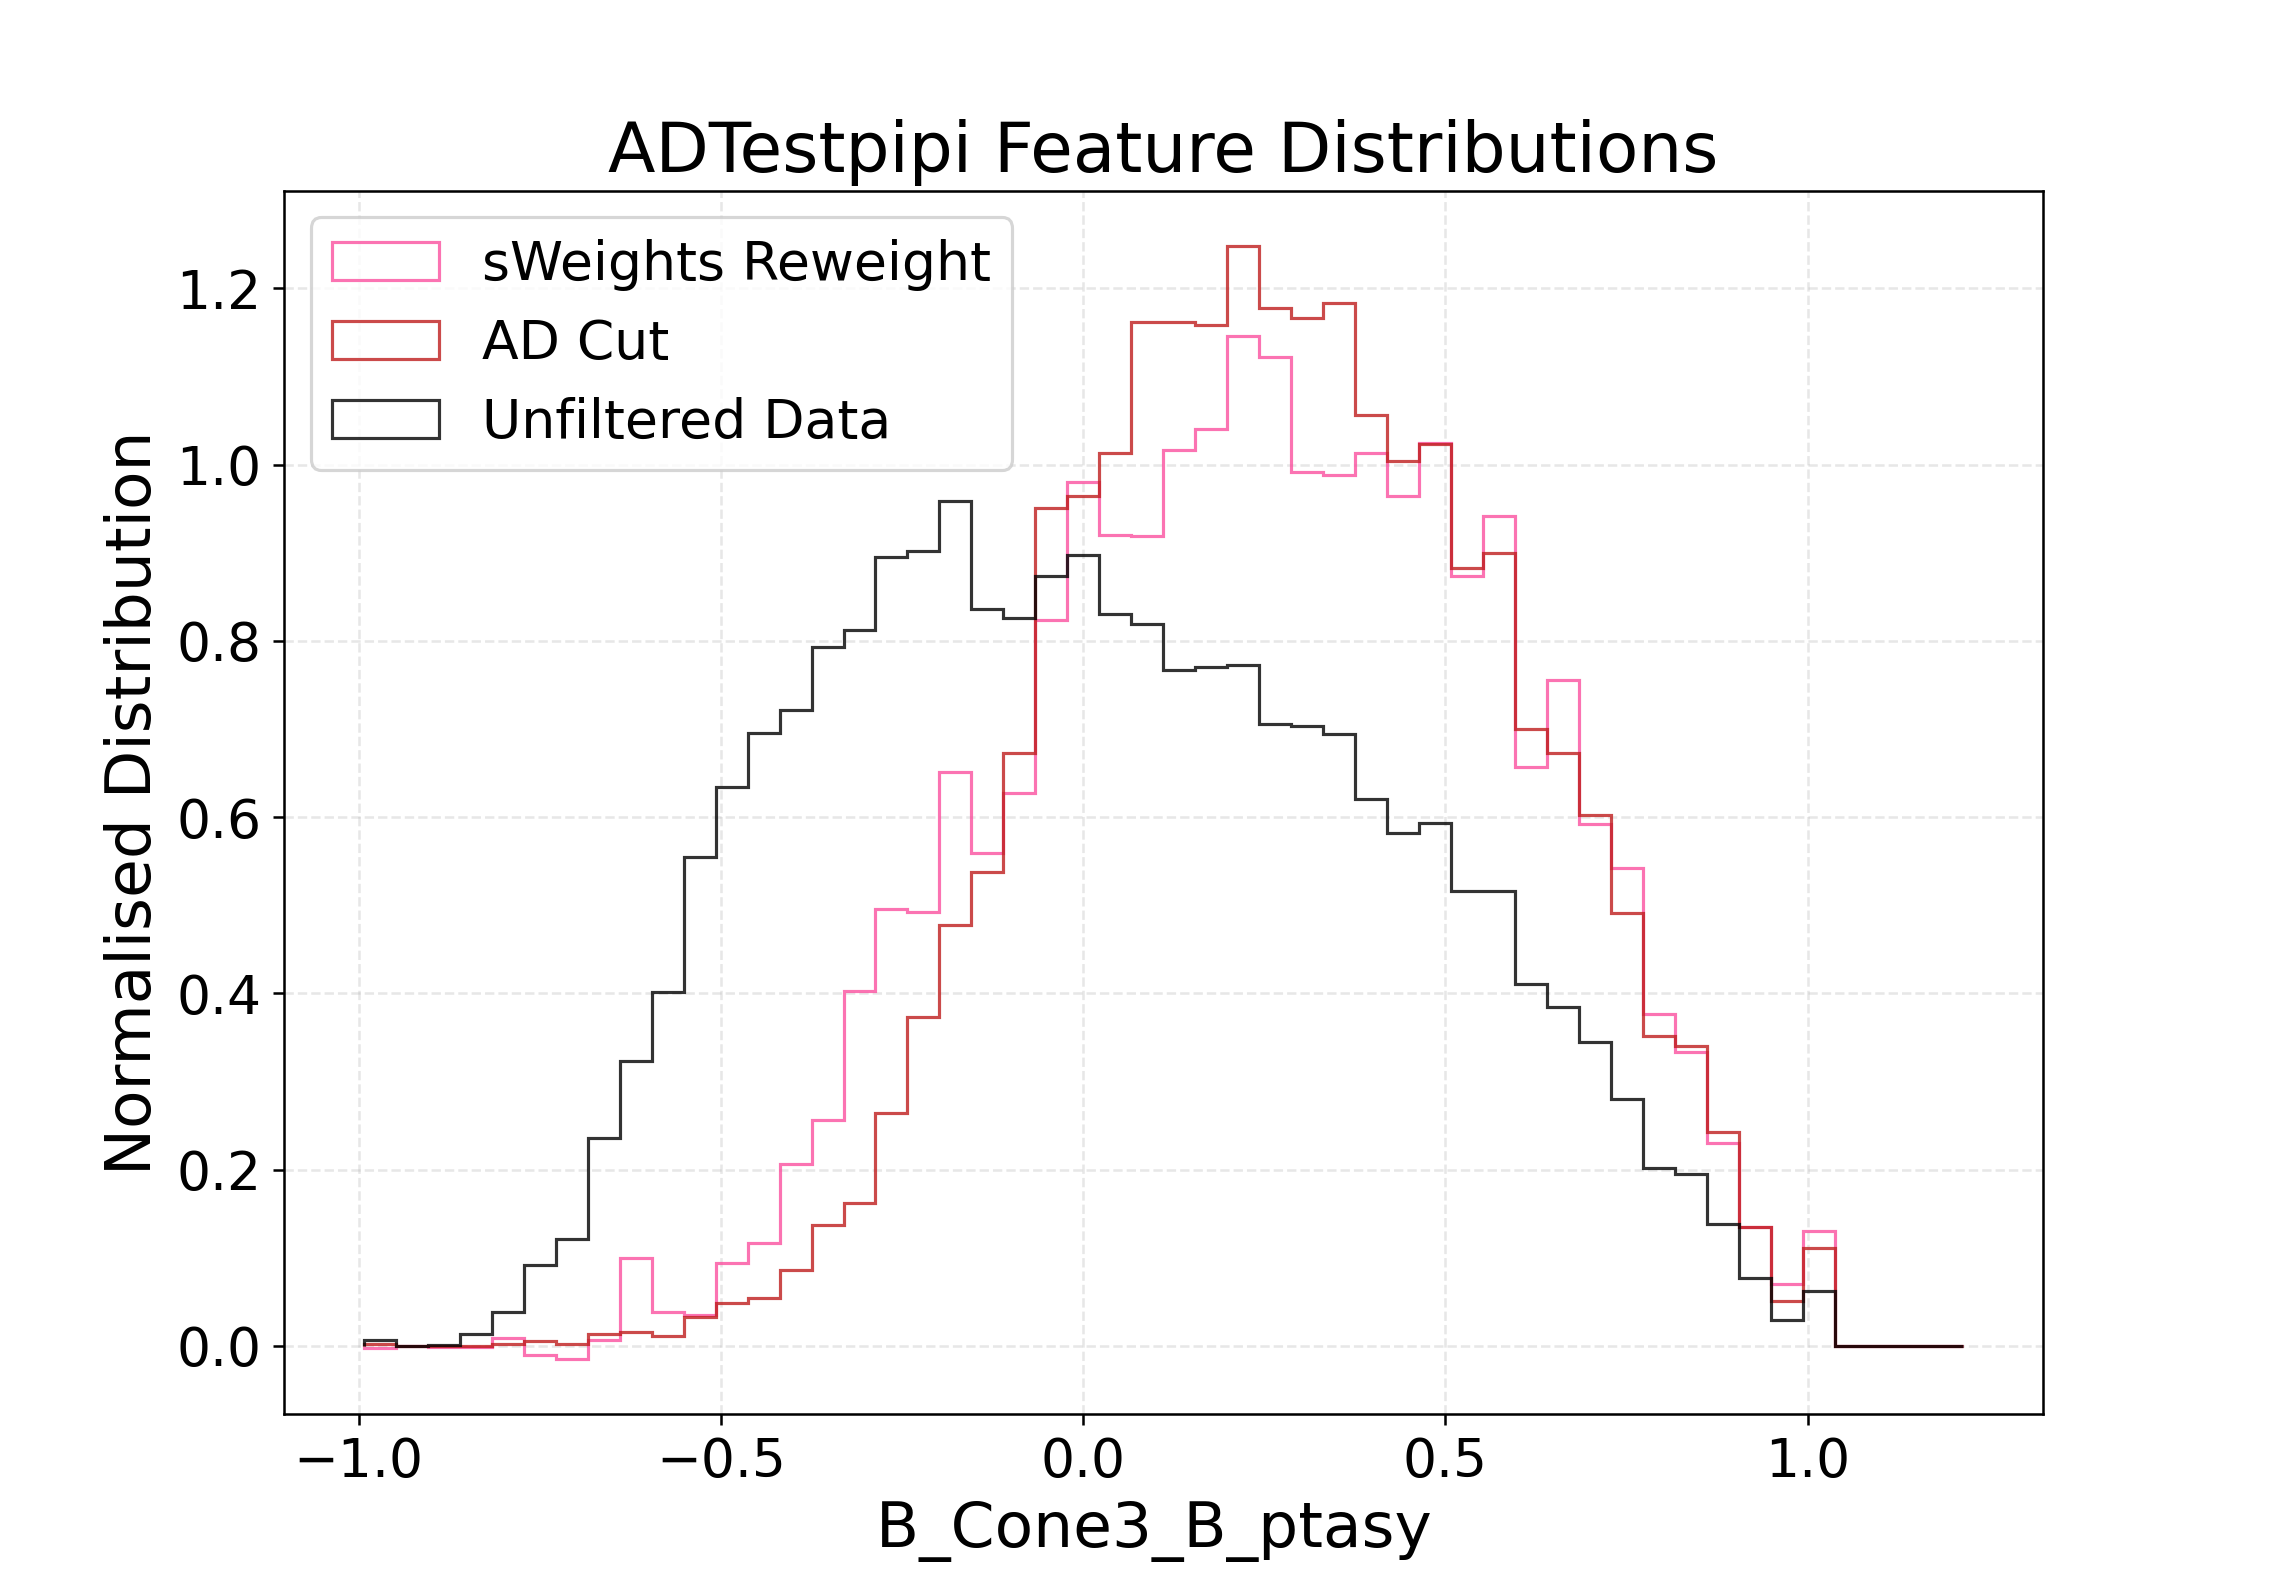 ADTestpipi Feature Distributions
sWeights Reweight
AD Cut
Unfiltered Data
Normalised Distribution
1.2
1.0
0.8
0.6
0.4
0.2
0.0
−1.0
−0.5
0.0
0.5
1.0
B_Cone3_B_ptasy